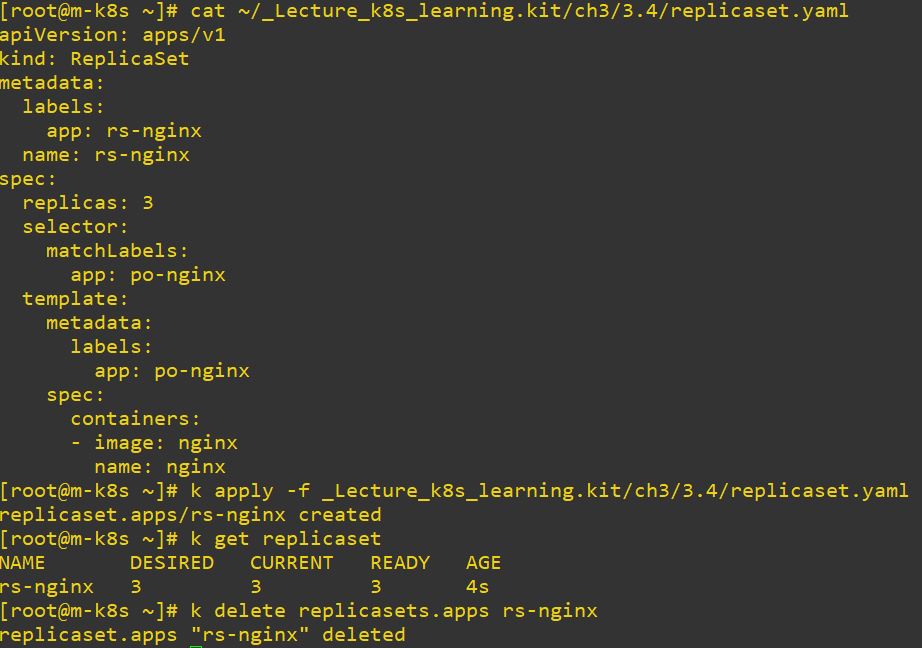 [root@m-k8s ~]# cat ~/_Lecture_k8s_learning.kit/ch3/3.4/replicaset.yaml
apiVersion: apps/v1
kind: ReplicaSet
metadata:
  labels:
    app: rs-nginx
  name: rs-nginx
spec:
  replicas: 3
  selector:
    matchLabels:
      app: po-nginx
  template:
    metadata:
      labels:
        app: po-nginx
    spec:
      containers:
      - image: nginx
        name: nginx
[root@m-k8s ~]# k apply -f _Lecture_k8s_learning.kit/ch3/3.4/replicaset.yaml
replicaset.apps/rs-nginx created
[root@m-k8s ~]# k get replicaset
NAME       DESIRED   CURRENT   READY   AGE
rs-nginx   3         3         3       4s
[root@m-k8s ~]# k delete replicasets.apps rs-nginx
replicaset.apps "rs-nginx" deleted